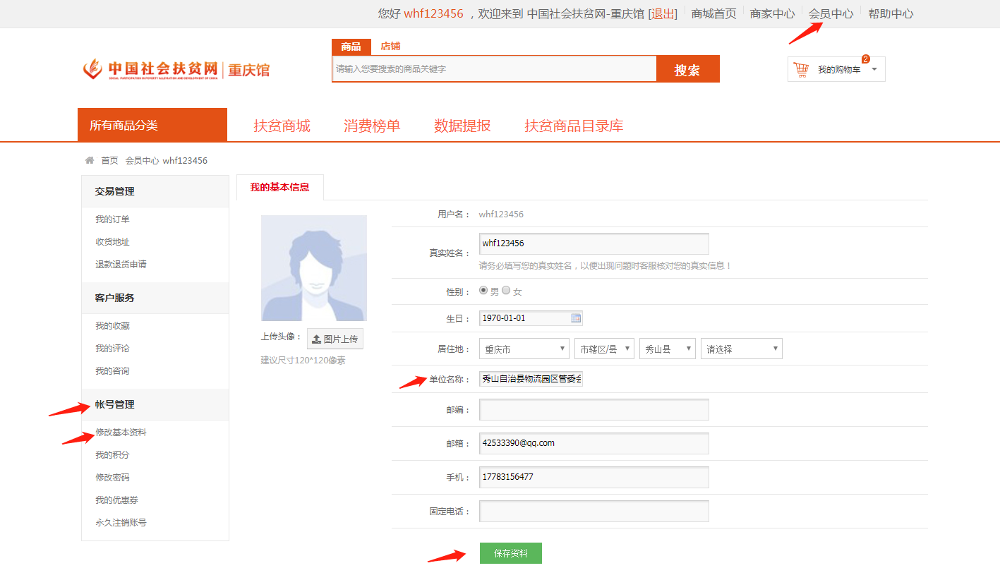 您好 whf123456 ，欢迎来到 中国社会扶贫网-重庆馆 [退出] 商城首页 商家中心 会员中心 帮助中心
商品 店铺
中国社会扶贫网 重庆馆
SOCIAL PARTICIPATION IN POVERTY ALLEVIATION AND DEVELOPMENT OF CHINA
请输入您要搜索的商品关键字 搜索
我的购物车 2
所有商品分类 扶贫商城 消费榜单 数据提报 扶贫商品目录库
首页 会员中心 whf123456
交易管理
我的订单
收货地址
退款退货申请
客户服务
我的收藏
我的评论
我的咨询
帐号管理
修改基本资料
我的积分
修改密码
我的优惠券
永久注销账号
我的基本信息
上传头像： 图片上传
建议尺寸120*120像素
用户名： whf123456
真实姓名： whf123456
请务必填写您的真实姓名，以便出现问题时客服核对您的真实信息！
性别： 男 女
生日： 1970-01-01
居住地： 重庆市 市辖区/县 秀山县 请选择
单位名称： 秀山自治县物流园区管委会
邮编：
邮箱： 42533390@qq.com
手机： 17783156477
固定电话：
保存资料